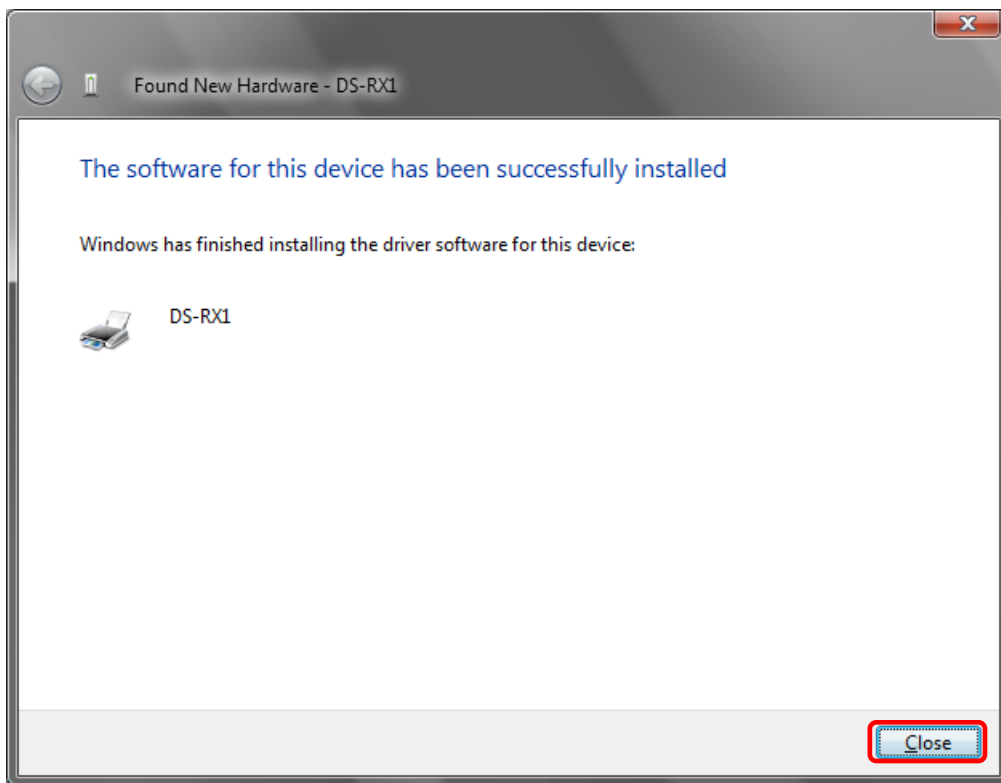 Found New Hardware - DS-RX1
The software for this device has been successfully installed
Windows has finished installing the driver software for this device:
DS-RX1
Close